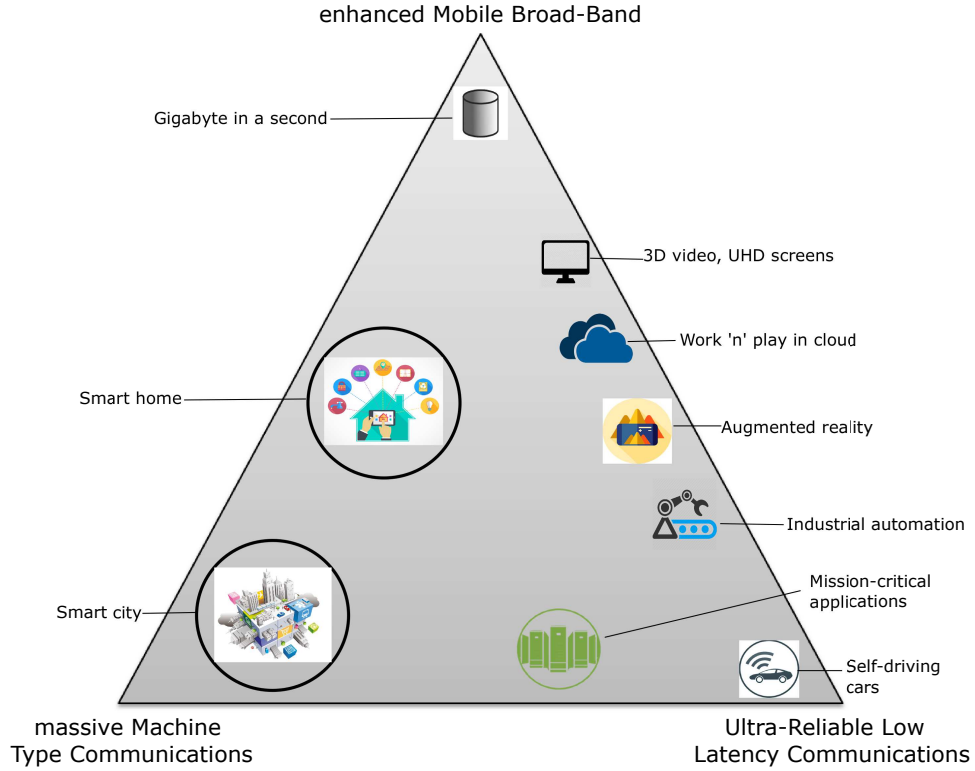 enhanced Mobile Broad-Band
Gigabyte in a second
3D video, UHD screens
Work 'n' play in cloud
Smart home
Augmented reality
Industrial automation
Mission-critical
applications
Smart city
Self-driving
cars
massive Machine
Type Communications
Ultra-Reliable Low
Latency Communications